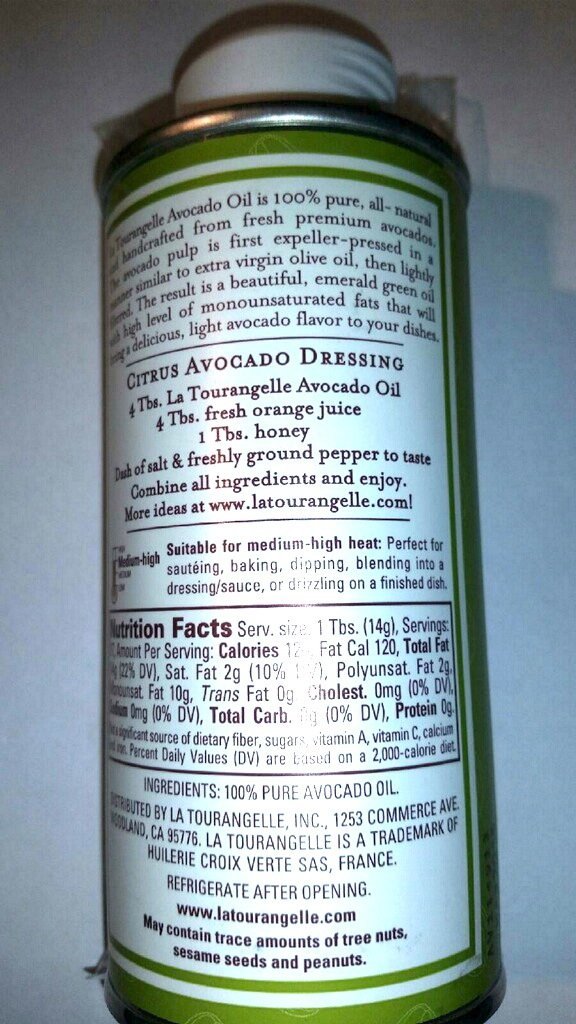 Tourangelle Avocado Oil is 100% pure, all-natural
handcrafted from fresh premium avocados.
avocado pulp is first expeller-pressed in a
similar to extra virgin olive oil, then lightly
The result is a beautiful, emerald green oil
high level of monounsaturated fats that will
a delicious, light avocado flavor to your dishes.
CITRUS AVOCADO DRESSING
4 Tbs. La Tourangelle Avocado Oil
4 Tbs. fresh orange juice
1 Tbs. honey
Dash of salt & freshly ground pepper to taste
Combine all ingredients and enjoy.
More ideas at www.latourangelle.com!
Medium-high
Suitable for medium-high heat: Perfect for
sautéing, baking, dipping, blending into a
dressing/sauce, or drizzling on a finished dish.
Nutrition Facts Serv. size 1 Tbs. (14g), Servings:
Amount Per Serving: Calories Fat Cal 120, Total Fat
(22% DV), Sat. Fat 2g (10% DV), Polyunsat. Fat 2g,
Monounsat. Fat 10g, Trans Fat 0g, Cholest. 0mg (0% DV),
Sodium 0mg (0% DV), Total Carb. 0g (0% DV), Protein 0g.
Not a significant source of dietary fiber, sugars, vitamin A, vitamin C, calcium
and iron. Percent Daily Values (DV) are based on a 2,000-calorie diet.
INGREDIENTS: 100% PURE AVOCADO OIL.
DISTRIBUTED BY LA TOURANGELLE, INC., 1253 COMMERCE AVE.
WOODLAND, CA 95776. LA TOURANGELLE IS A TRADEMARK OF
HUILERIE CROIX VERTE SAS, FRANCE.
REFRIGERATE AFTER OPENING.
www.latourangelle.com
May contain trace amounts of tree nuts,
sesame seeds and peanuts.